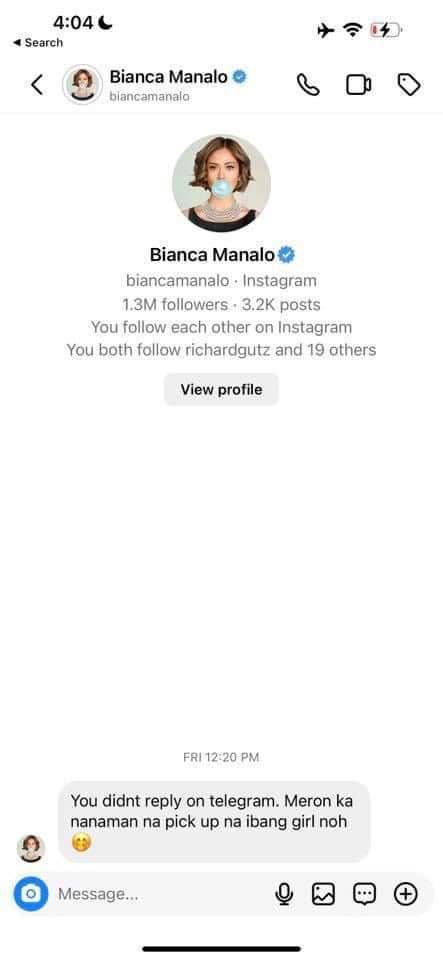 4:04
◄ Search
Bianca Manalo
biancamanalo
Bianca Manalo
biancamanalo · Instagram
1.3M followers · 3.2K posts
You follow each other on Instagram
You both follow richardgutz and 19 others
View profile
FRI 12:20 PM
You didnt reply on telegram. Meron ka
nanaman na pick up na ibang girl noh
🤭
Message...